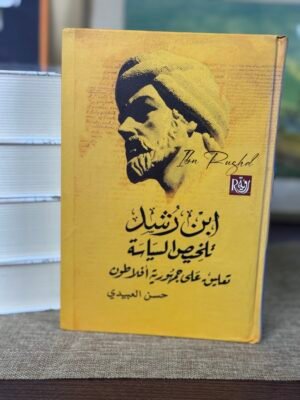 Ibn Rushd
ابن رشد
تلخيص السياسة
تعليق على جمهورية أفلاطون
حسن العبيدي